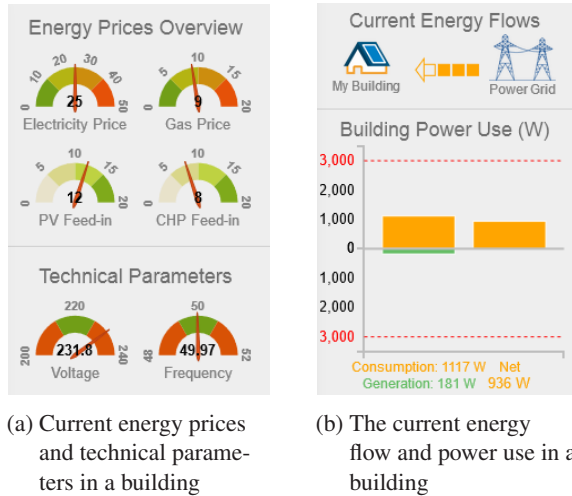 Energy Prices Overview
0 10 20 30 40 50
25
Electricity Price
0 5 10 15 20
9
Gas Price
0 5 10 15 20
12
PV Feed-in
0 5 10 15 20
8
CHP Feed-in
Technical Parameters
200 220 240
231.8
Voltage
48 50 52
49.97
Frequency
(a) Current energy prices
and technical parame-
ters in a building
Current Energy Flows
My Building
Power Grid
Building Power Use (W)
3,000
2,000
1,000
0
1,000
2,000
3,000
Consumption: 1117 W Net
Generation: 181 W 936 W
(b) The current energy
flow and power use in a
building